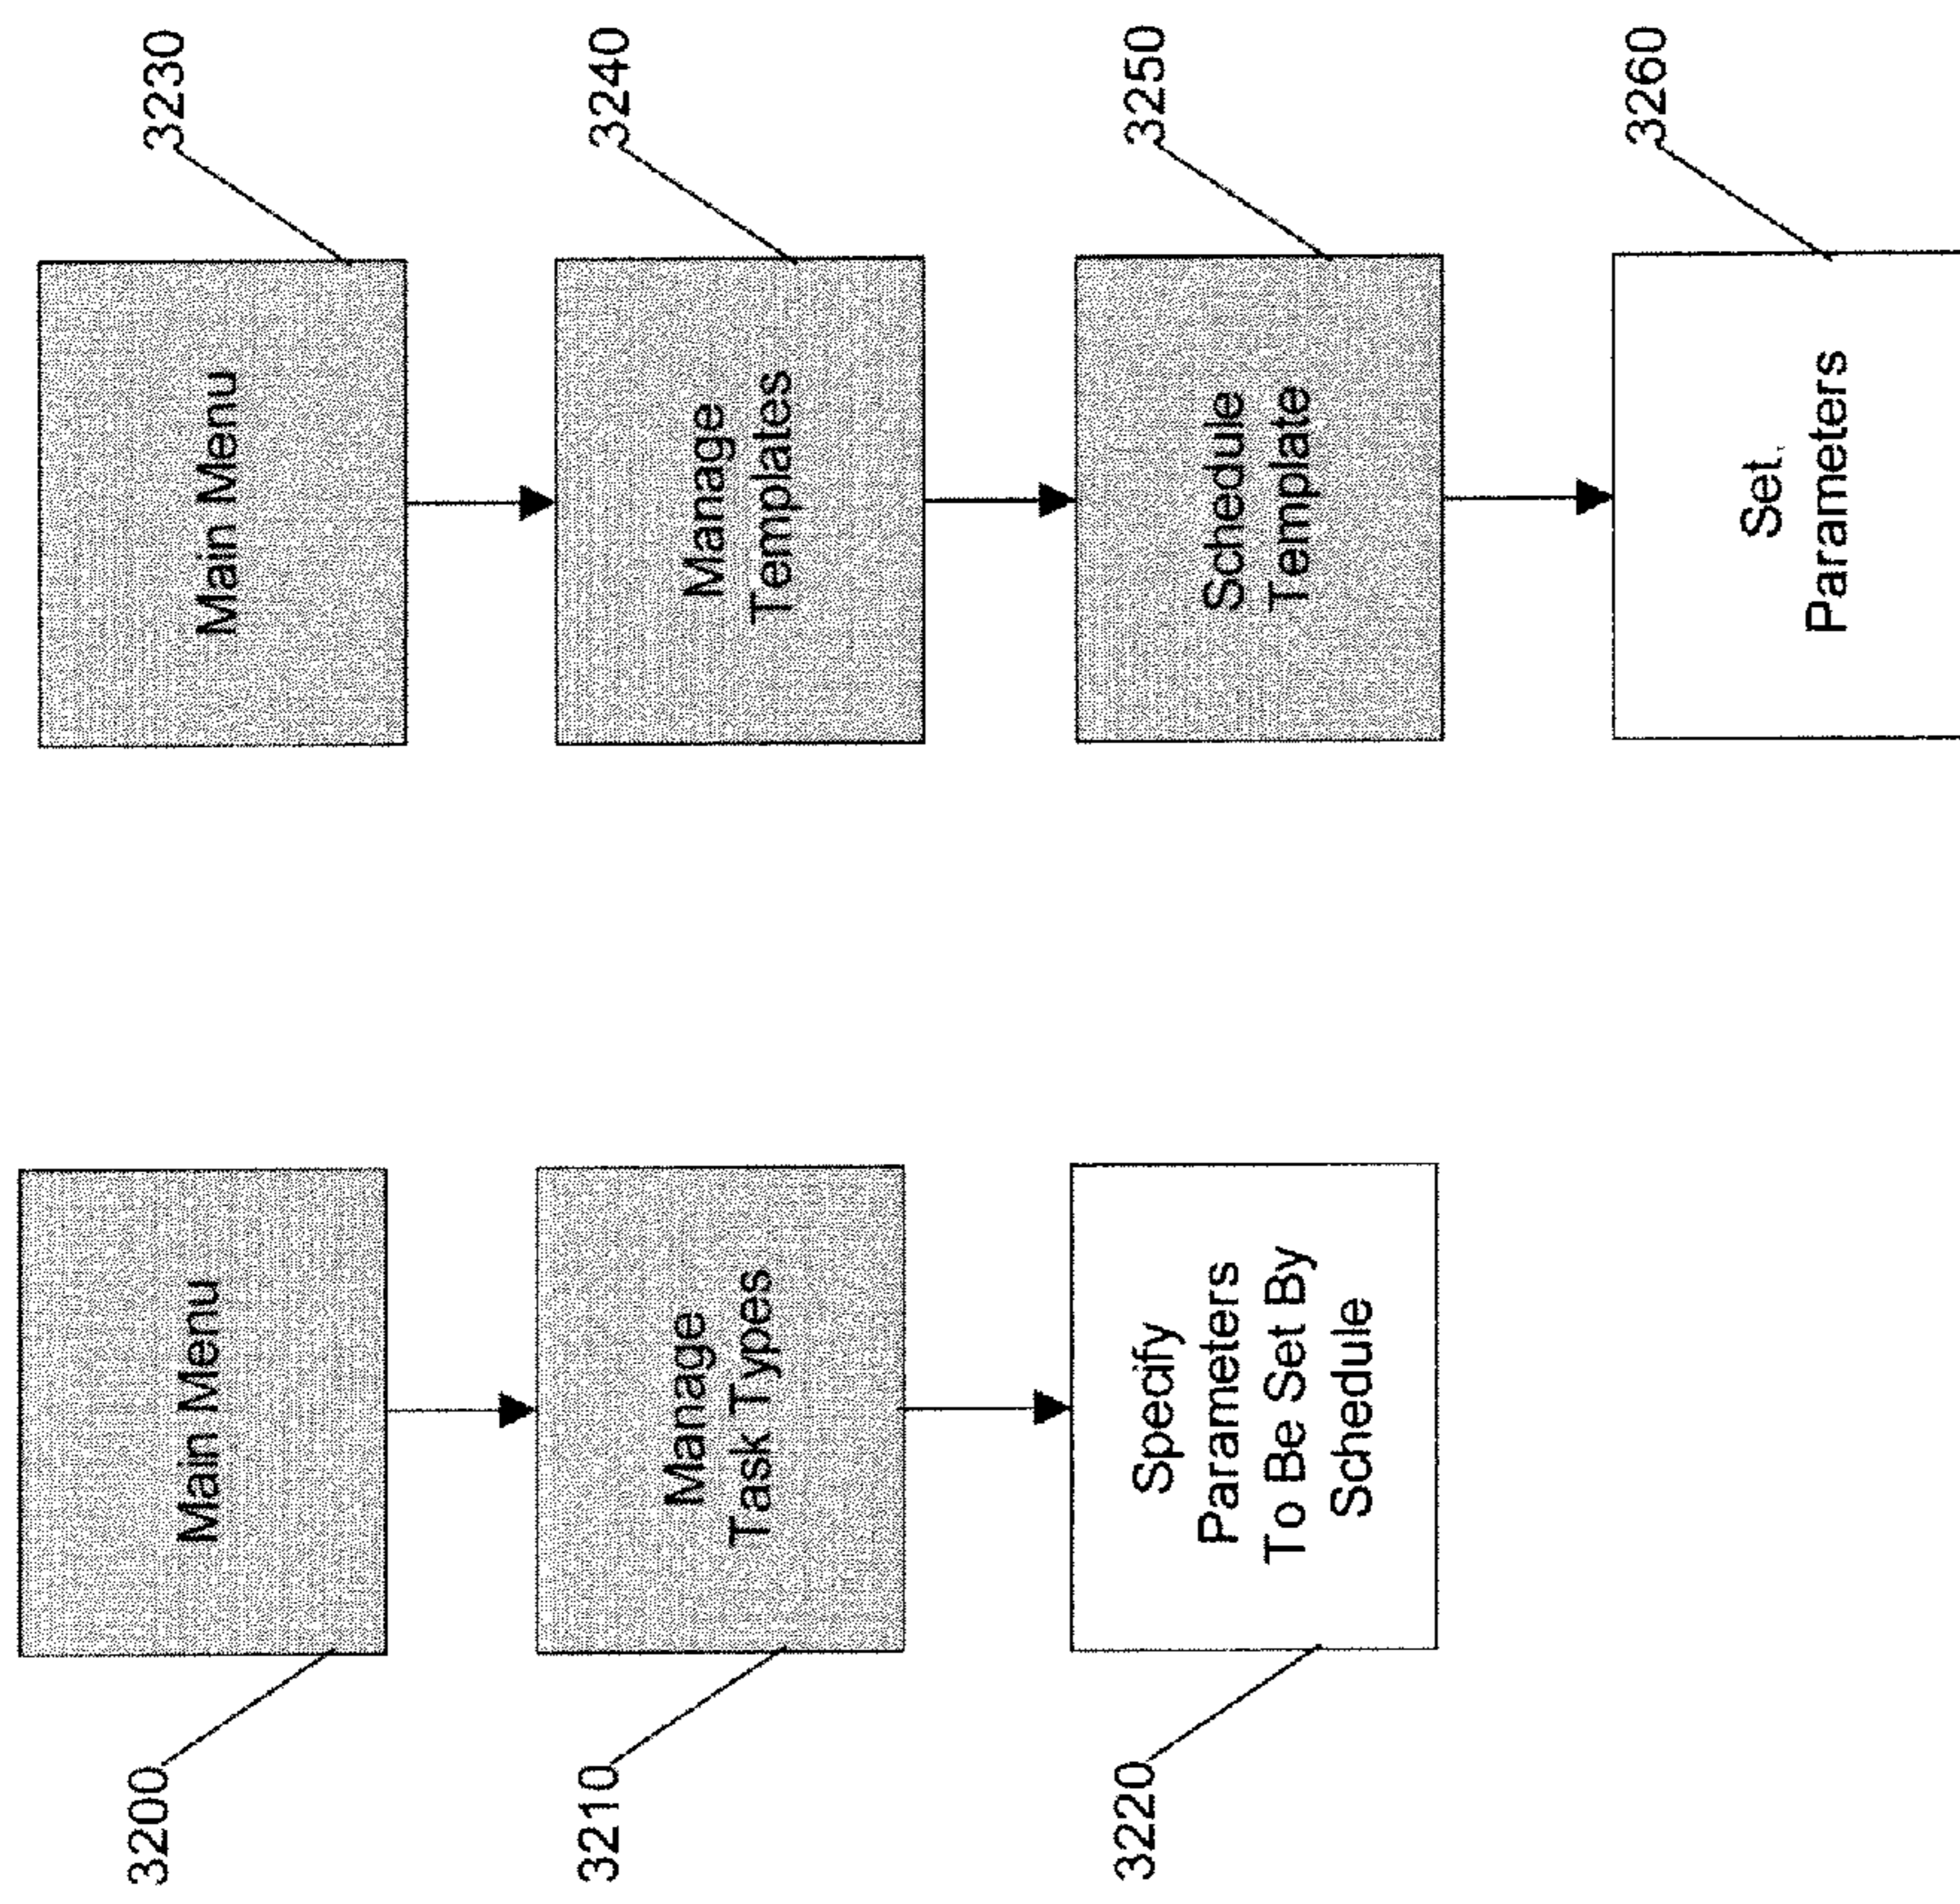 3230
Main Menu
3240
Manage
Templates
3250
Schedule
Template
3260
Set
Parameters
3200
Main Menu
3210
Manage
Task Types
3220
Specify
Parameters
To Be Set By
Schedule